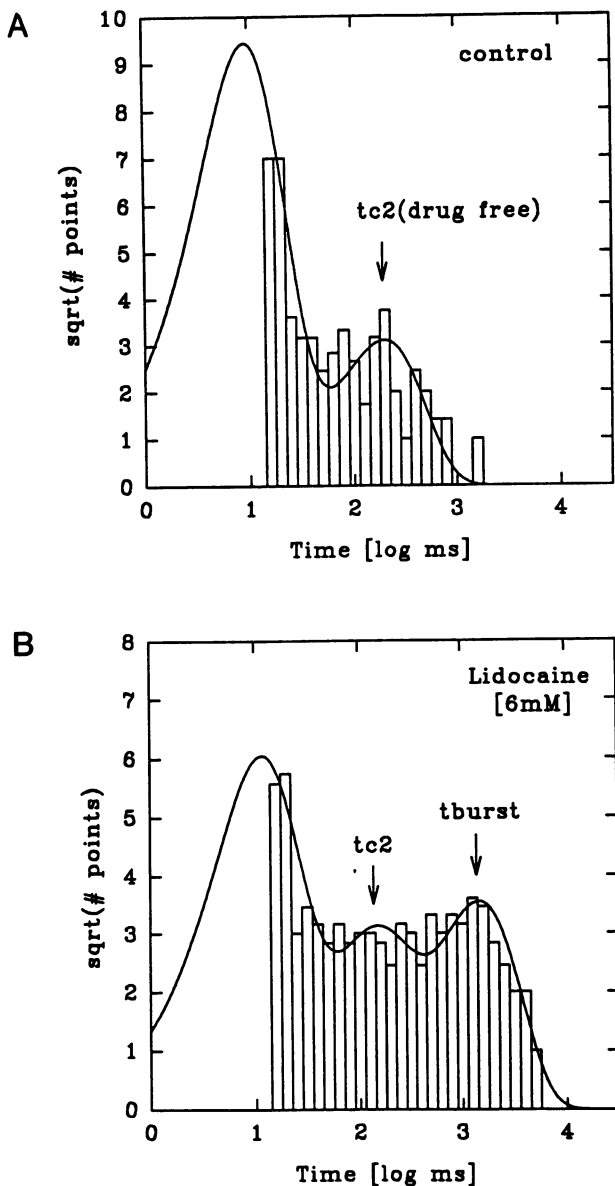 A
control
tc2(drug free)
sqrt(# points)
10
9
8
7
6
5
4
3
2
1
0
0 1 2 3 4
Time [log ms]
B
Lidocaine
[6mM]
tburst
tc2
sqrt(# points)
8
7
6
5
4
3
2
1
0
0 1 2 3 4
Time [log ms]